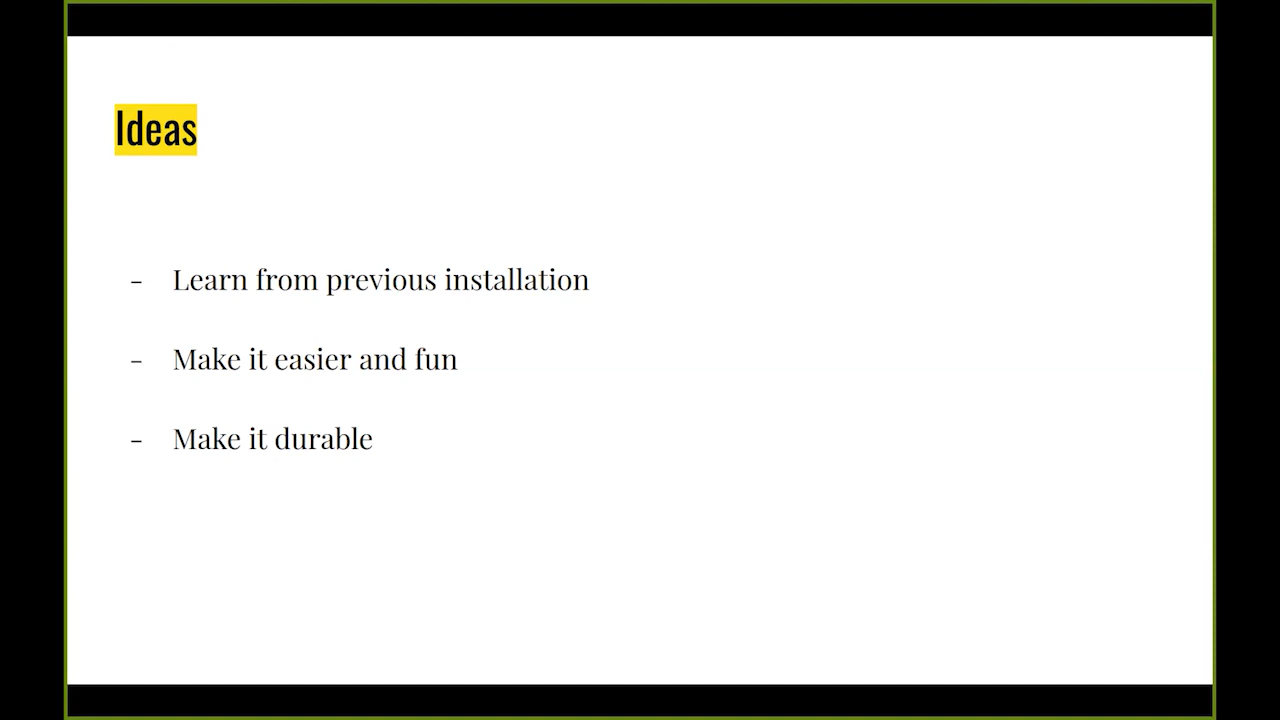 Ideas
- Learn from previous installation
- Make it easier and fun
- Make it durable